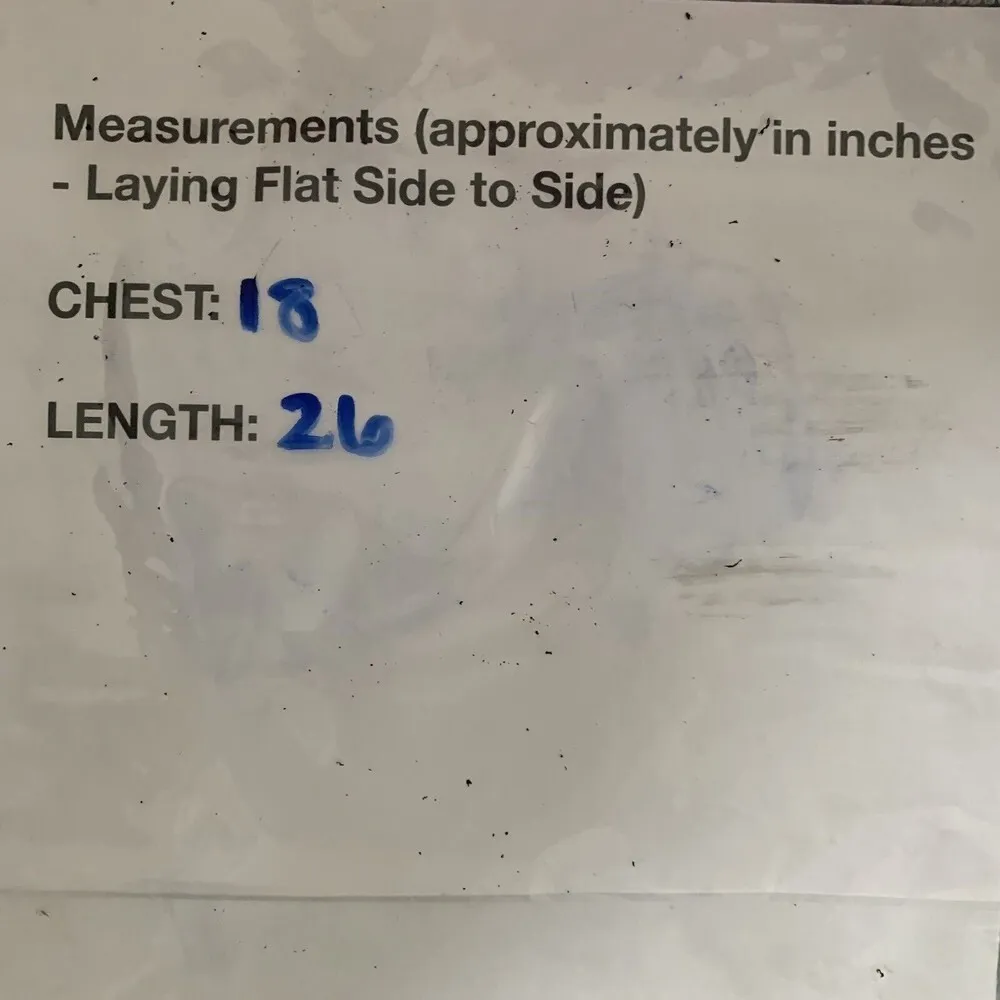 Measurements (approximately in inches
- Laying Flat Side to Side)
CHEST: 18
LENGTH: 26